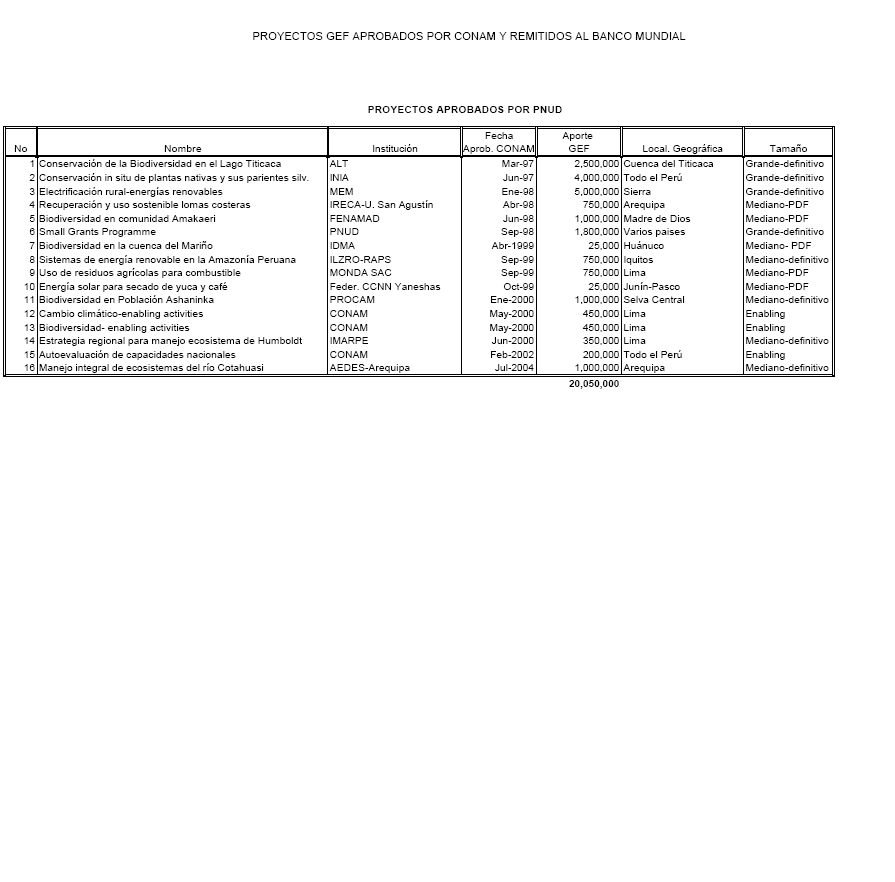 PROYECTOS GEF APROBADOS POR CONAM Y REMITIDOS AL BANCO MUNDIAL
PROYECTOS APROBADOS POR PNUD
No Nombre Institución Fecha Aprob. CONAM Aporte GEF Local. Geográfica Tamaño
1 Conservación de la Biodiversidad en el Lago Titicaca ALT Mar-97 2,500,000 Cuenca del Titicaca Grande-definitivo
2 Conservación in situ de plantas nativas y sus parientes silv. INIA Jun-97 4,000,000 Todo el Perú Grande-definitivo
3 Electrificación rural-energías renovables MEM Ene-98 5,000,000 Sierra Grande-definitivo
4 Recuperación y uso sostenible lomas costeras IRECA-U. San Agustín Abr-98 750,000 Arequipa Mediano-PDF
5 Biodiversidad en comunidad Amakaeri FENAMAD Jun-98 1,000,000 Madre de Dios Mediano-PDF
6 Small Grants Programme PNUD Sep-98 1,800,000 Varios paises Grande-definitivo
7 Biodiversidad en la cuenca del Mariño IDMA Abr-1999 25,000 Huánuco Mediano- PDF
8 Sistemas de energía renovable en la Amazonía Peruana ILZRO-RAPS Sep-99 750,000 Iquitos Mediano-definitivo
9 Uso de residuos agrícolas para combustible MONDA SAC Sep-99 750,000 Lima Mediano-PDF
10 Energía solar para secado de yuca y café Feder. CCNN Yaneshas Oct-99 25,000 Junín-Pasco Mediano-PDF
11 Biodiversidad en Población Ashaninka PROCAM Ene-2000 1,000,000 Selva Central Mediano-definitivo
12 Cambio climático-enabling activities CONAM May-2000 450,000 Lima Enabling
13 Biodiversidad- enabling activities CONAM May-2000 450,000 Lima Enabling
14 Estrategia regional para manejo ecosistema de Humboldt IMARPE Jun-2000 350,000 Lima Mediano-definitivo
15 Autoevaluación de capacidades nacionales CONAM Feb-2002 200,000 Todo el Perú Enabling
16 Manejo integral de ecosistemas del río Cotahuasi AEDES-Arequipa Jul-2004 1,000,000 Arequipa Mediano-definitivo
20,050,000